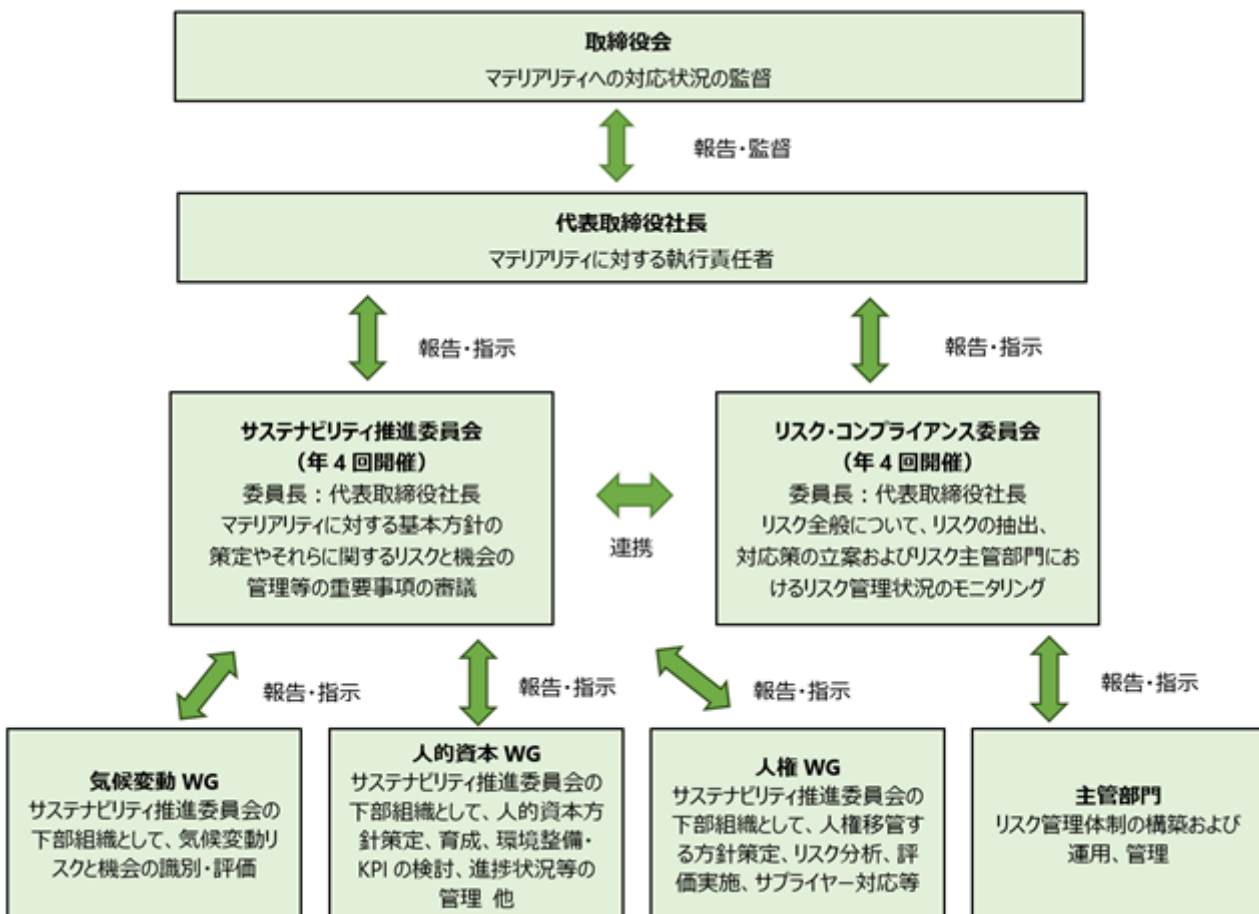 取締役会
マテリアリティへの対応状況の監督
報告・監督
代表取締役社長
マテリアリティに対する執行責任者
報告・指示
報告・指示
サステナビリティ推進委員会
（年 4 回開催）
委員長：代表取締役社長
マテリアリティに対する基本方針の
策定やそれらに関するリスクと機会の
管理等の重要事項の審議
連携
リスク・コンプライアンス委員会
（年 4 回開催）
委員長：代表取締役社長
リスク全般について、リスクの抽出、
対応策の立案およびリスク主管部門にお
けるリスク管理状況のモニタリング
報告・指示
報告・指示
報告・指示
報告・指示
気候変動 WG
サステナビリティ推進委員会の
下部組織として、気候変動リ
スクと機会の識別・評価
人的資本 WG
サステナビリティ推進委員会の
下部組織として、人的資本方
針策定、育成、環境整備・
KPI の検討、進捗状況等の
管理 他
人権 WG
サステナビリティ推進委員会の
下部組織として、人権移管す
る方針策定、リスク分析、評
価実施、サプライヤー対応等
主管部門
リスク管理体制の構築および
運用、管理